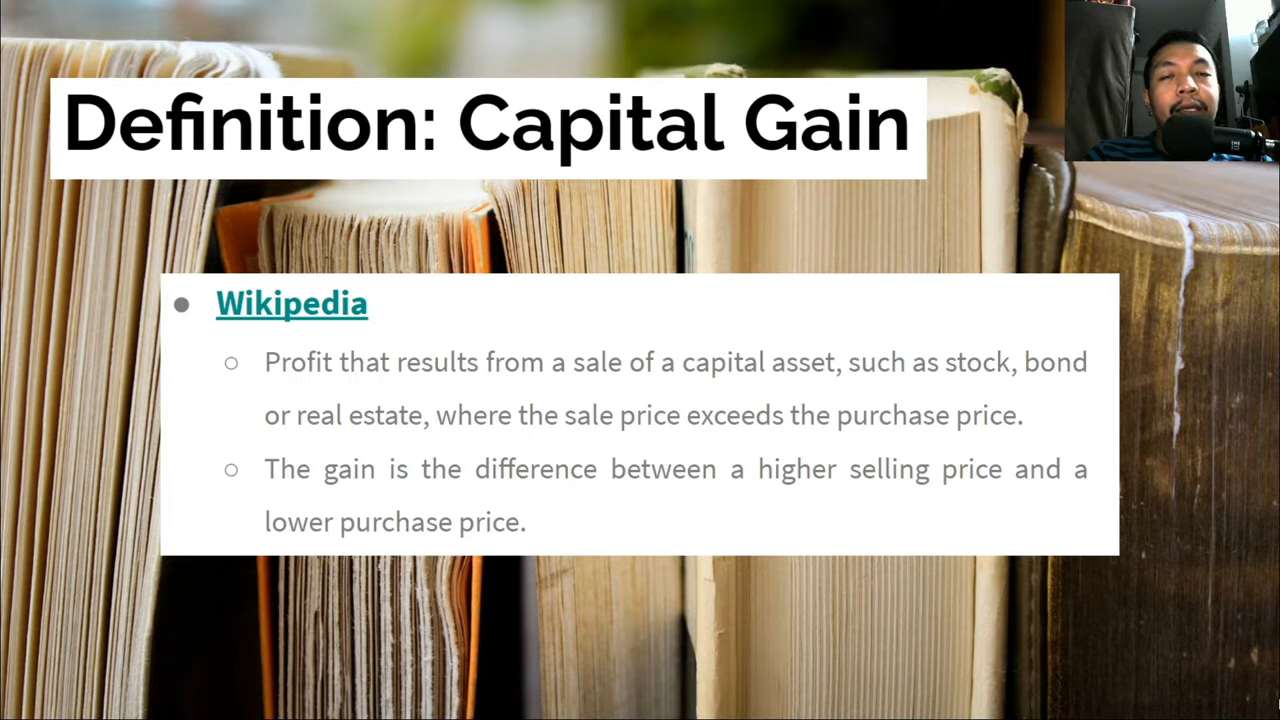 Definition: Capital Gain
● Wikipedia
○ Profit that results from a sale of a capital asset, such as stock, bond
or real estate, where the sale price exceeds the purchase price.
○ The gain is the difference between a higher selling price and a
lower purchase price.